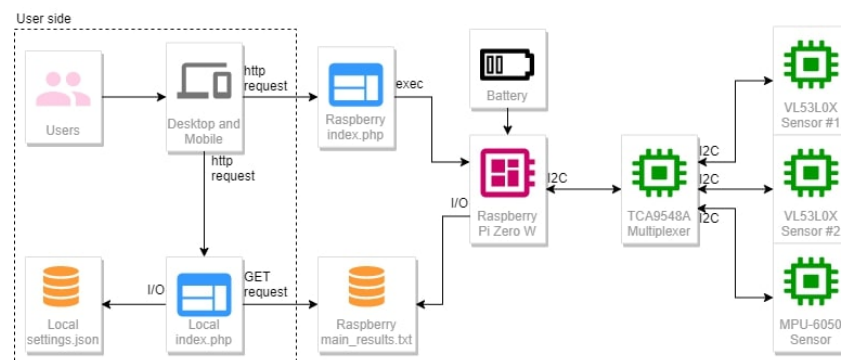 User side
Users
Desktop and
Mobile
http
request
Raspberry
index.php
exec
Battery
Raspberry
Pi Zero W
I2C
TCA9548A
Multiplexer
I2C
I2C
I2C
VL53L0X
Sensor #1
VL53L0X
Sensor #2
MPU-6050
Sensor
http
request
I/O
Local
settings.json
I/O
Local
index.php
GET
request
Raspberry
main_results.txt